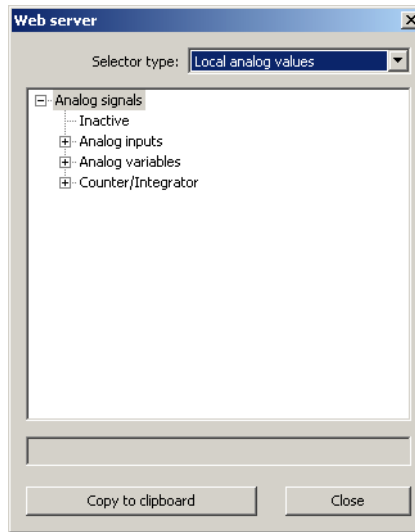 Web server
Selector type: Local analog values
Analog signals
Inactive
Analog inputs
Analog variables
Counter/Integrator
Copy to clipboard Close